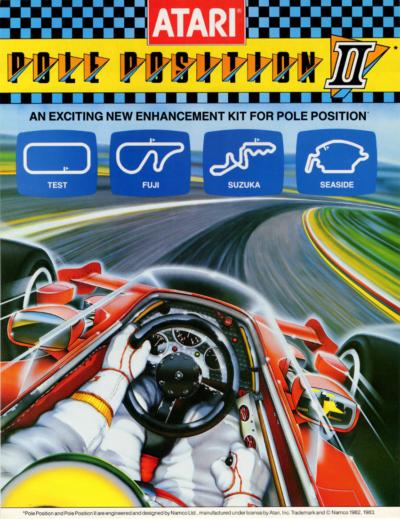 ATARI®
POLE POSITION II™
AN EXCITING NEW ENHANCEMENT KIT FOR POLE POSITION*
TEST
FUJI
SUZUKA
SEASIDE
*Pole Position and Pole Position II are engineered and designed by Namco Ltd., manufactured under license by Atari, Inc. Trademark and © Namco 1982, 1983.